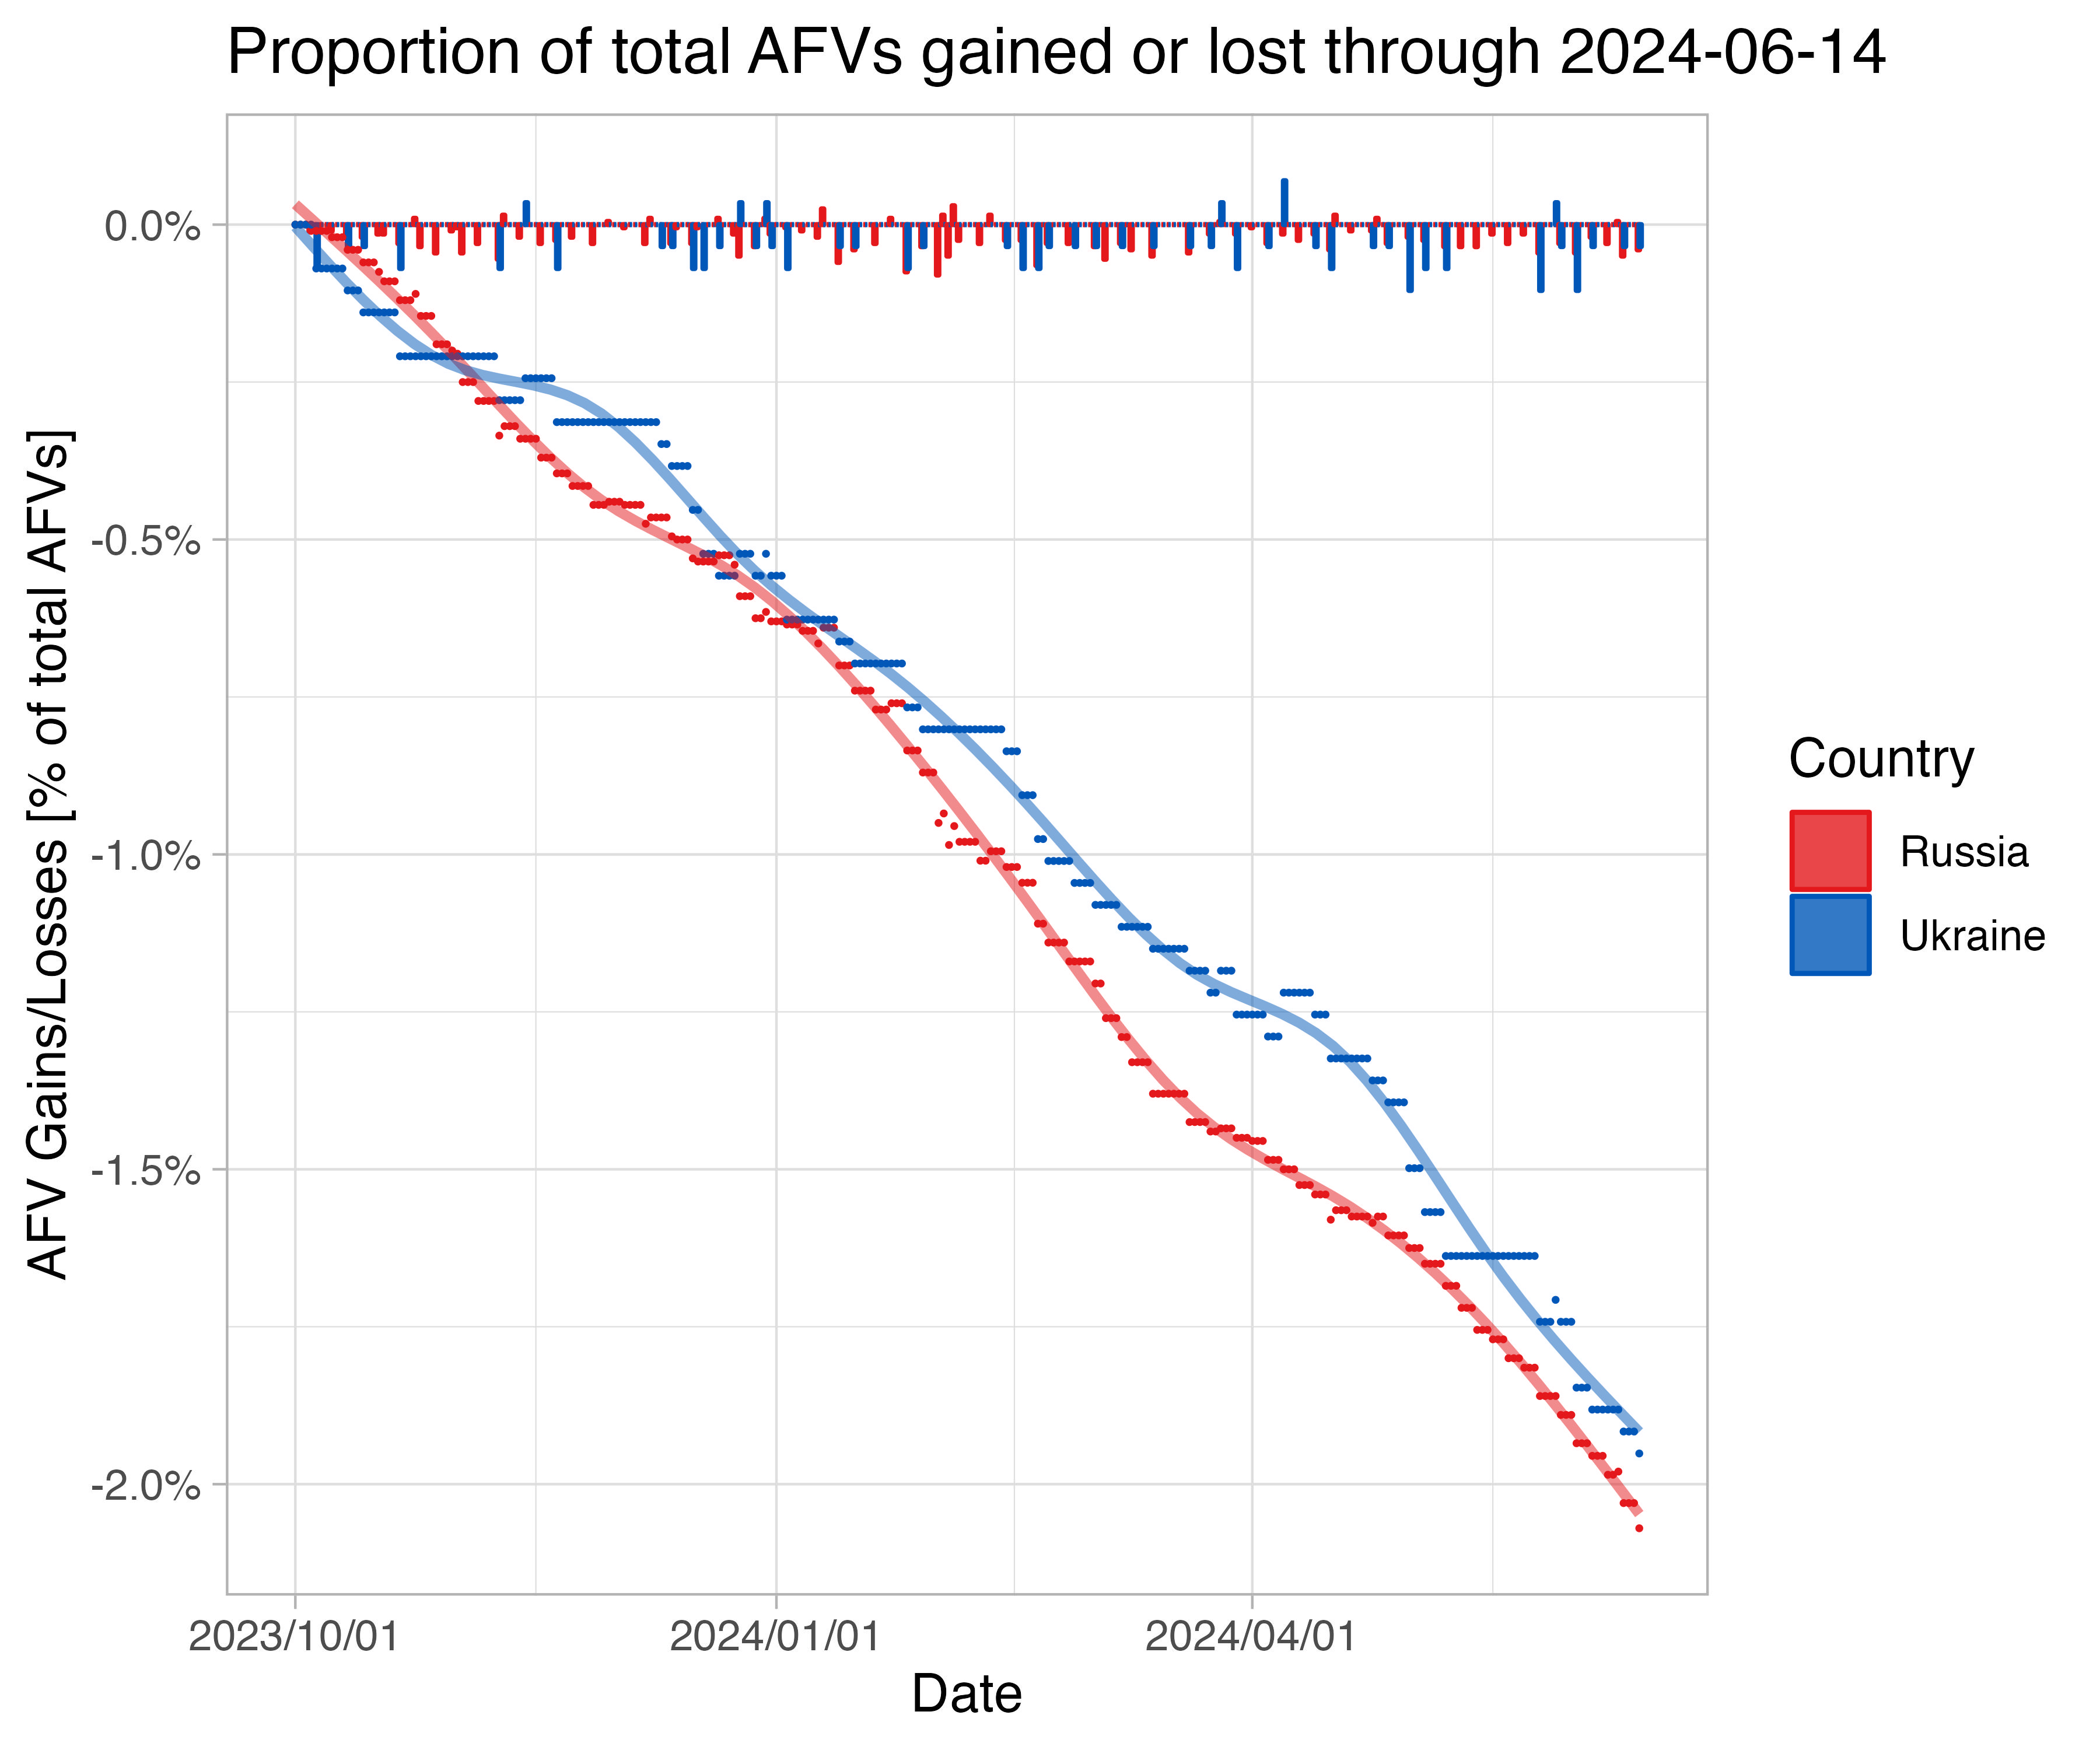 Proportion of total AFVs gained or lost through 2024-06-14
AFV Gains/Losses [% of total AFVs]
0.0%
-0.5%
-1.0%
-1.5%
-2.0%
2023/10/01
2024/01/01
2024/04/01
Date
Country
Russia
Ukraine